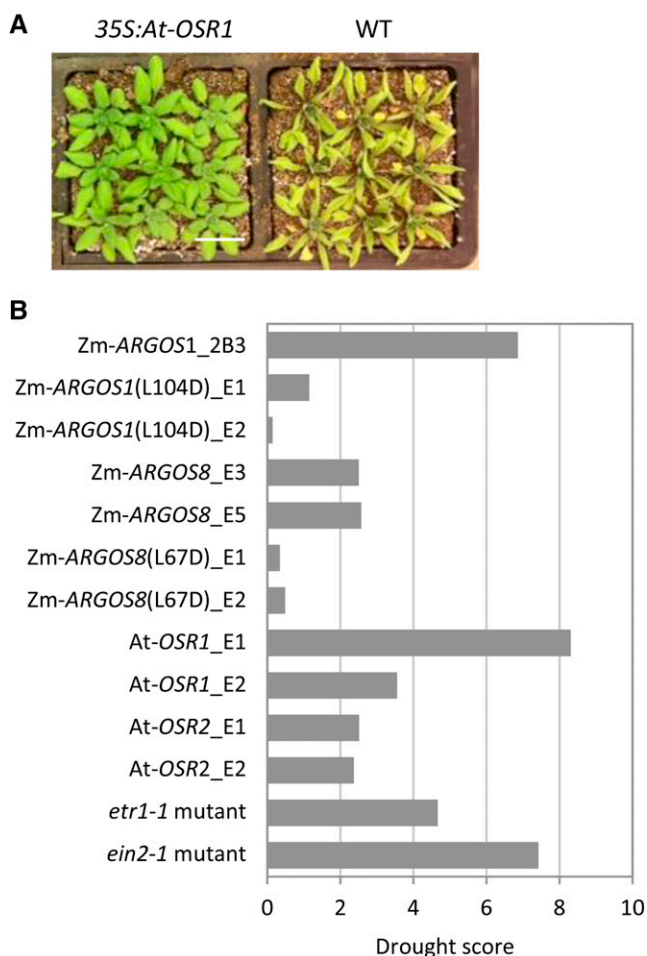 A
35S:At-OSR1 WT
B
Zm-ARGOS1_2B3
Zm-ARGOS1(L104D)_E1
Zm-ARGOS1(L104D)_E2
Zm-ARGOS8_E3
Zm-ARGOS8_E5
Zm-ARGOS8(L67D)_E1
Zm-ARGOS8(L67D)_E2
At-OSR1_E1
At-OSR1_E2
At-OSR2_E1
At-OSR2_E2
etr1-1 mutant
ein2-1 mutant
0 2 4 6 8 10
Drought score